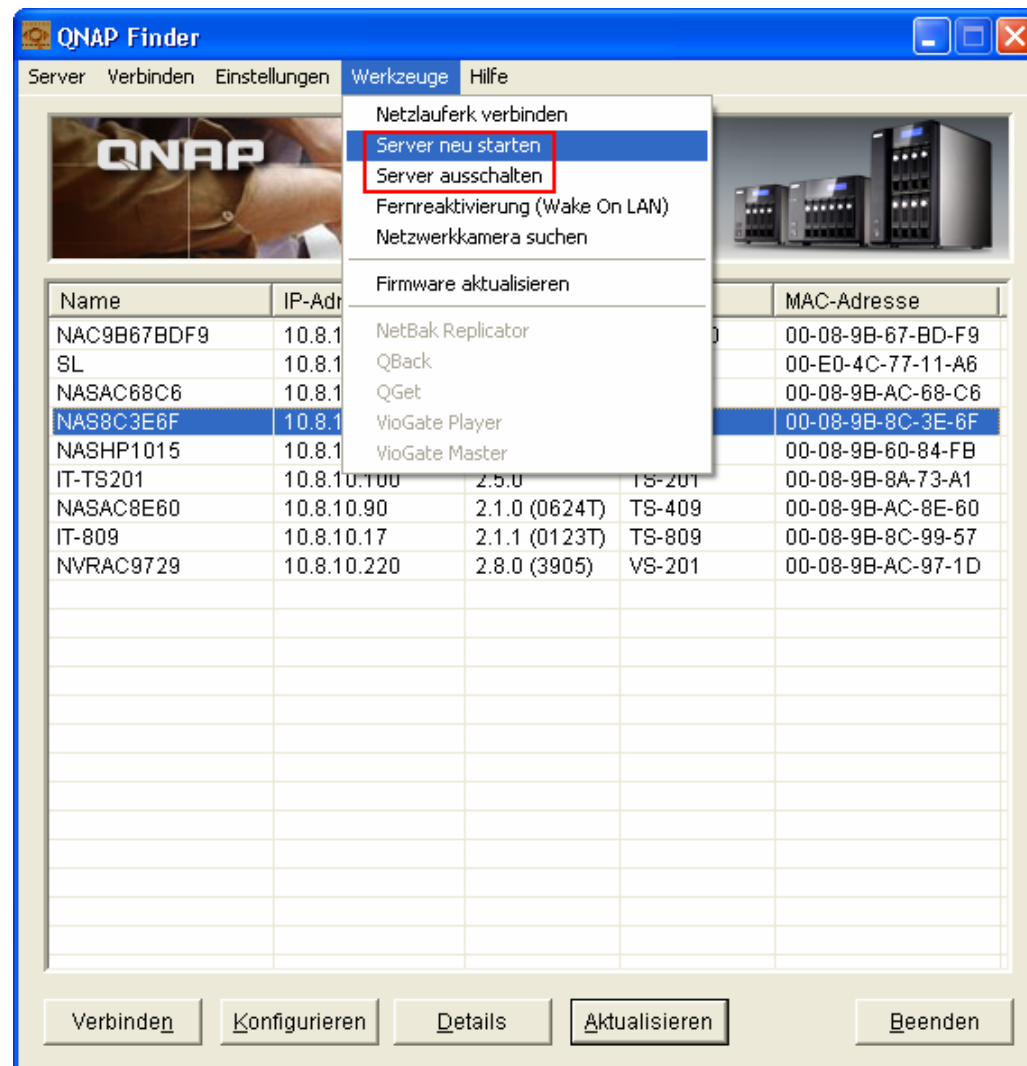 QNAP Finder
Server Verbinden Einstellungen Werkzeuge Hilfe
QNAP
Netzlauferk verbinden
Server neu starten
Server ausschalten
Fernreaktivierung (Wake On LAN)
Netzwerkkamera suchen
Firmware aktualisieren
NetBak Replicator
QBack
QGet
VioGate Player
VioGate Master
Name IP-Adr MAC-Adresse
NAC9B67BDF9 10.8.1 00-08-9B-67-BD-F9
SL 10.8.1 00-E0-4C-77-11-A6
NASAC68C6 10.8.1 00-08-9B-AC-68-C6
NAS8C3E6F 10.8.1 00-08-9B-8C-3E-6F
NASHP1015 10.8.1 00-08-9B-60-84-FB
IT-TS201 10.8.10.100 2.5.0 TS-201 00-08-9B-8A-73-A1
NASAC8E60 10.8.10.90 2.1.0 (0624T) TS-409 00-08-9B-AC-8E-60
IT-809 10.8.10.17 2.1.1 (0123T) TS-809 00-08-9B-8C-99-57
NVRAC9729 10.8.10.220 2.8.0 (3905) VS-201 00-08-9B-AC-97-1D
Verbinden Konfigurieren Details Aktualisieren Beenden